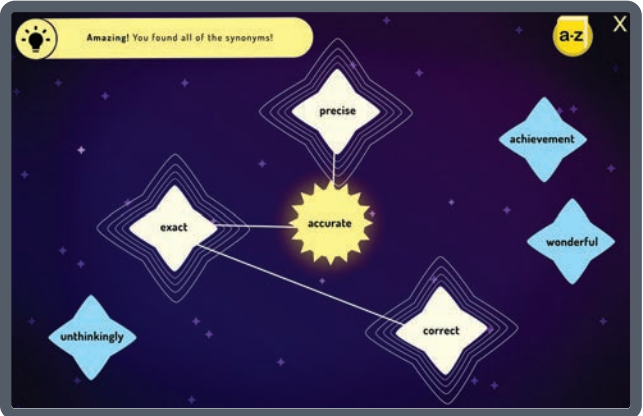 Amazing! You found all of the synonyms!
a-z
X
precise
achievement
accurate
exact
wonderful
correct
unthinkingly